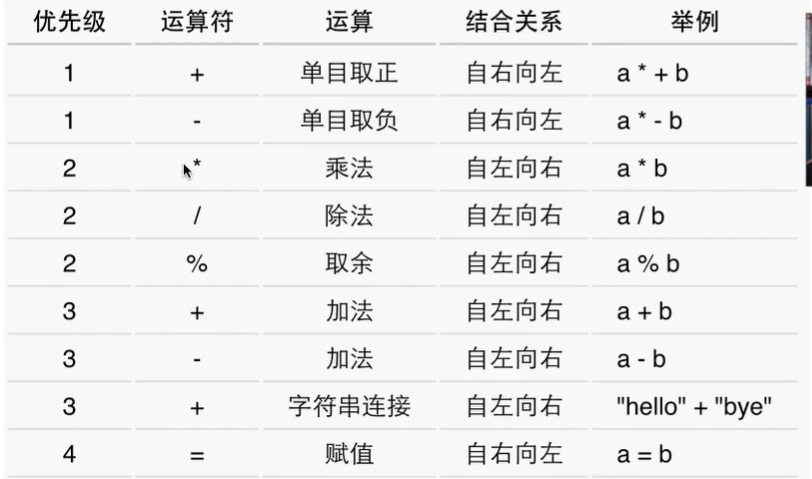 优先级 运算符 运算 结合关系 举例
1 + 单目取正 自右向左 a * + b
1 - 单目取负 自右向左 a * - b
2 * 乘法 自左向右 a * b
2 / 除法 自左向右 a / b
2 % 取余 自左向右 a % b
3 + 加法 自左向右 a + b
3 - 加法 自左向右 a - b
3 + 字符串连接 自左向右 "hello" + "bye"
4 = 赋值 自右向左 a = b